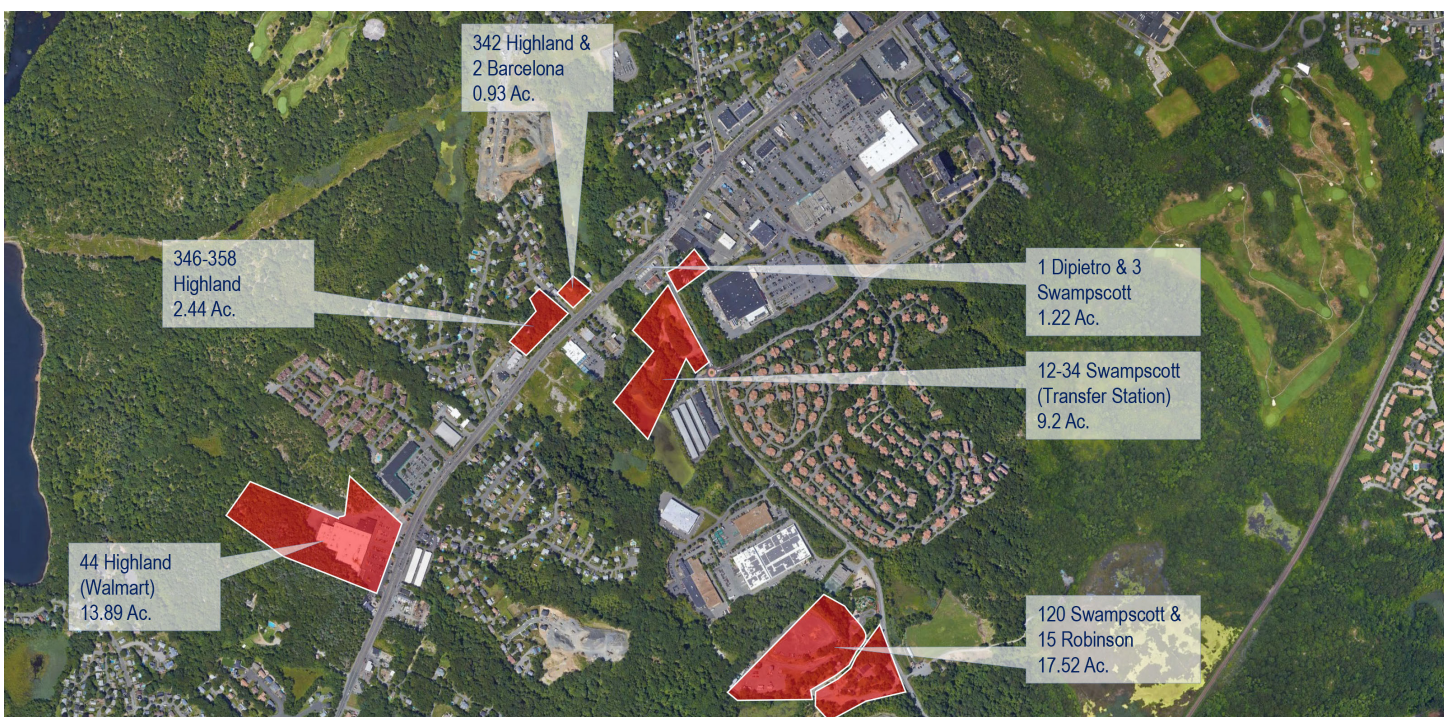 342 Highland &
2 Barcelona
0.93 Ac.
346-358
Highland
2.44 Ac.
1 Dipietro & 3
Swampscott
1.22 Ac.
12-34 Swampscott
(Transfer Station)
9.2 Ac.
44 Highland
(Walmart)
13.89 Ac.
120 Swampscott &
15 Robinson
17.52 Ac.